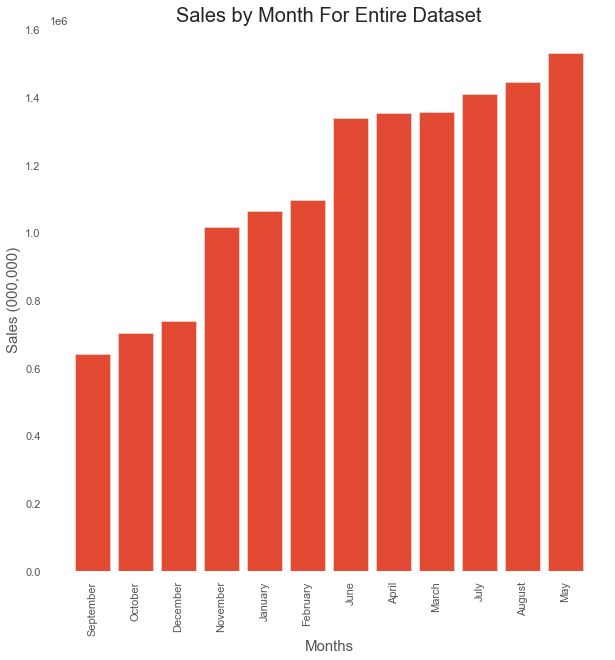 Sales by Month For Entire Dataset
1e6
1.6
1.4
1.2
1.0
0.8
0.6
0.4
0.2
0.0
Sales (000,000)
September
October
December
November
January
February
June
April
March
July
August
May
Months